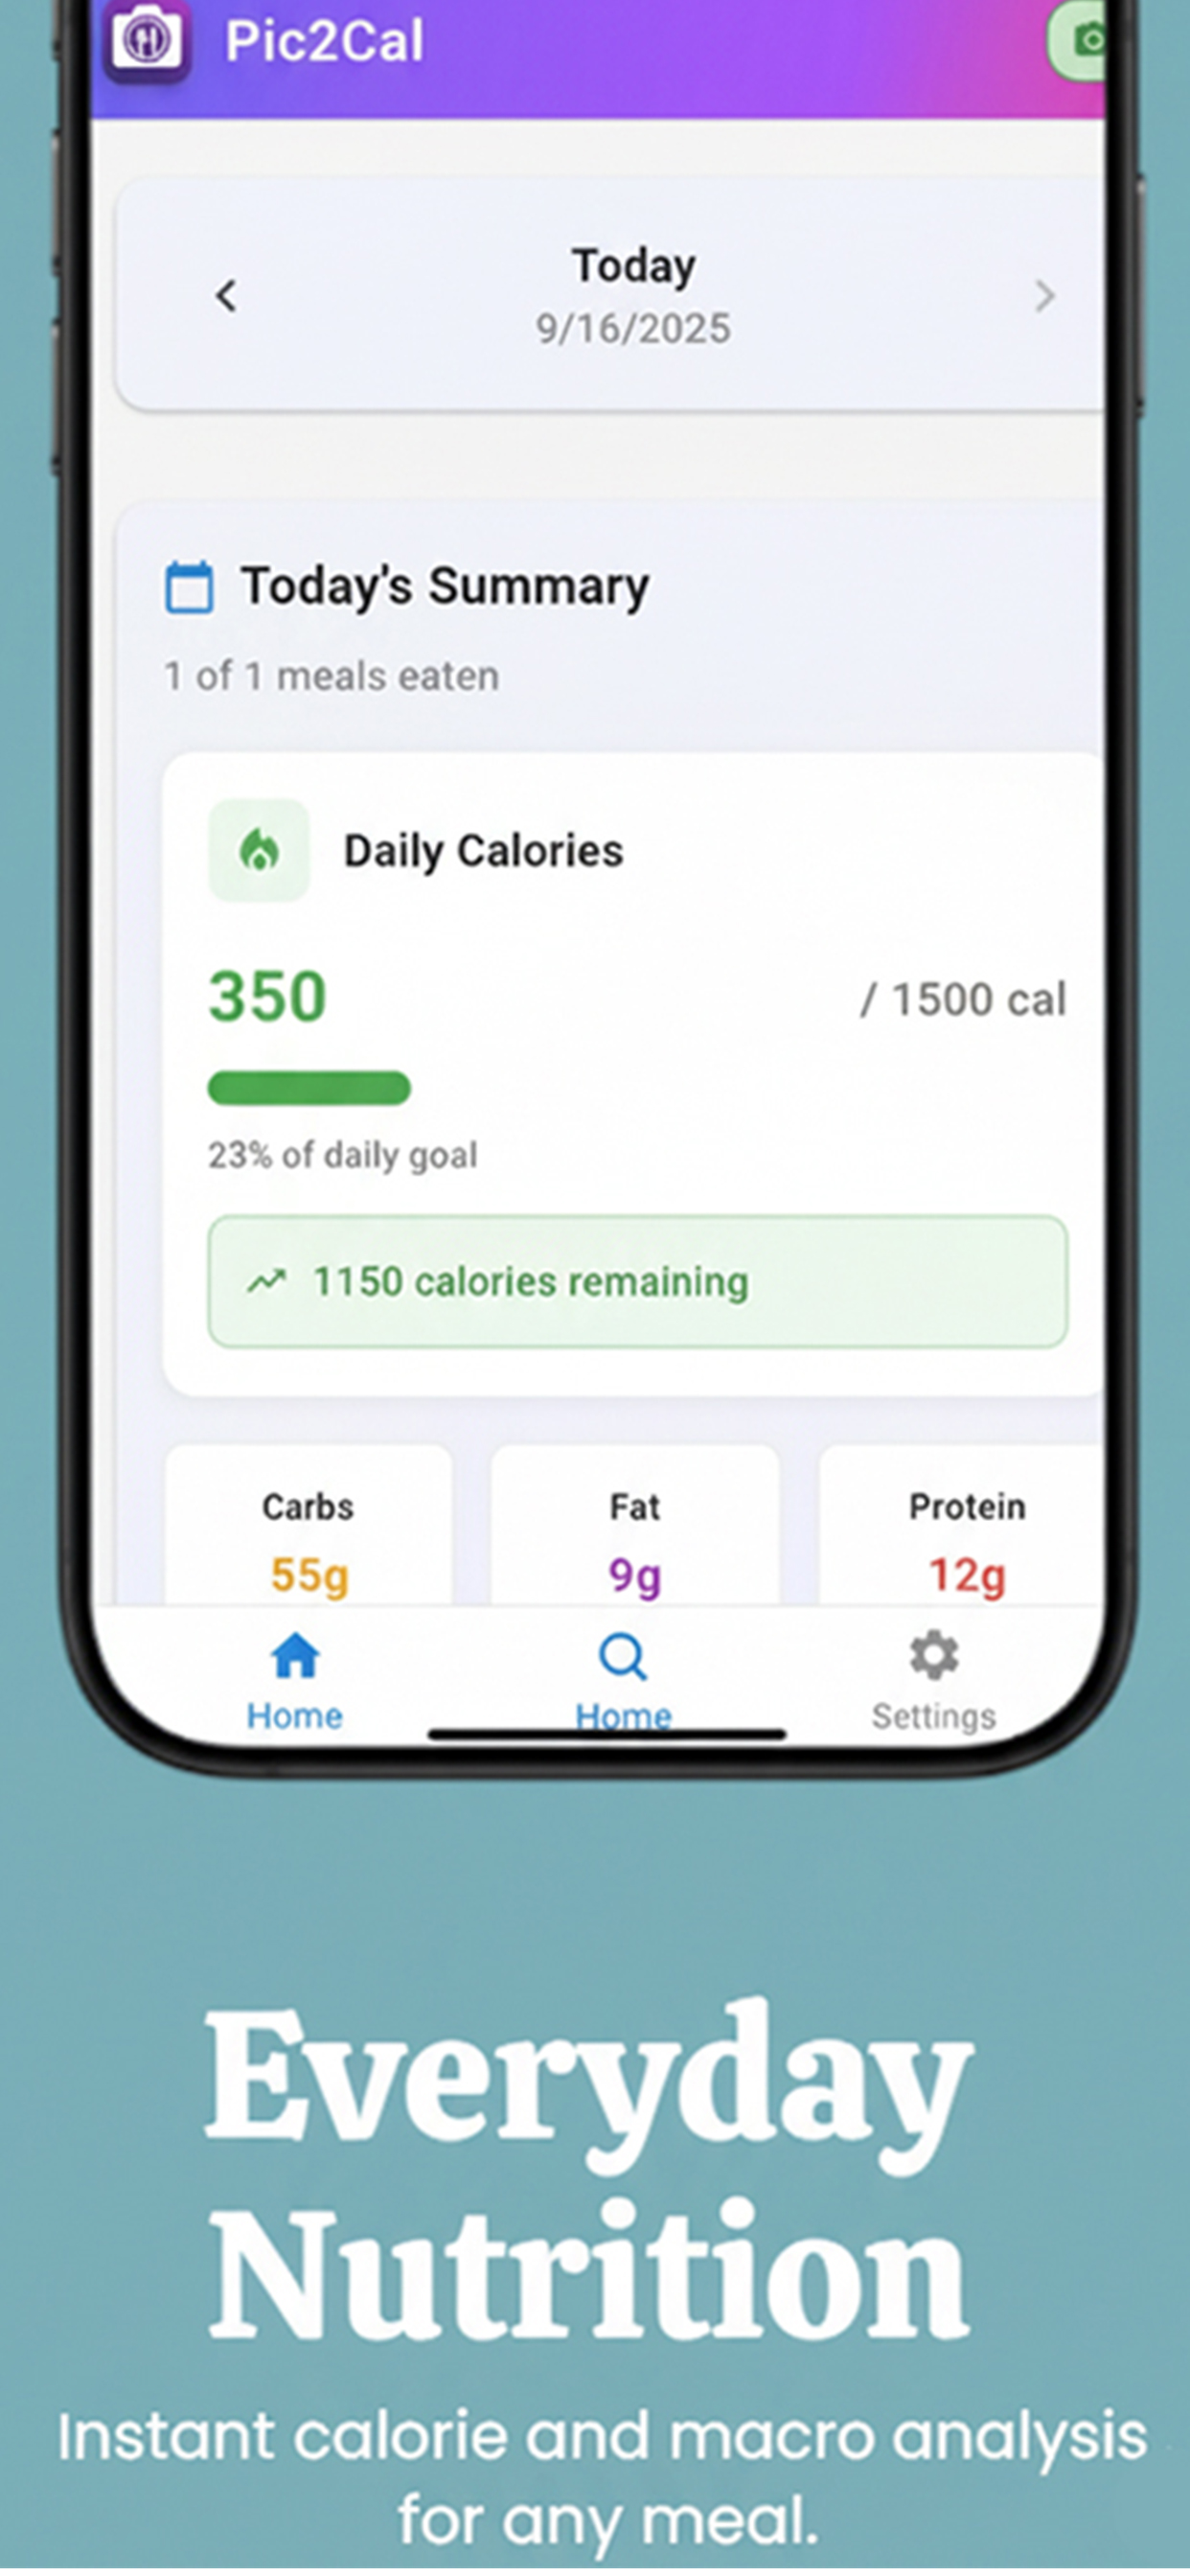 Pic2Cal
Today
9/16/2025
Today's Summary
1 of 1 meals eaten
Daily Calories
350 / 1500 cal
23% of daily goal
1150 calories remaining
Carbs Fat Protein
55g 9g 12g
Home Home Settings
Everyday
Nutrition
Instant calorie and macro analysis
for any meal.